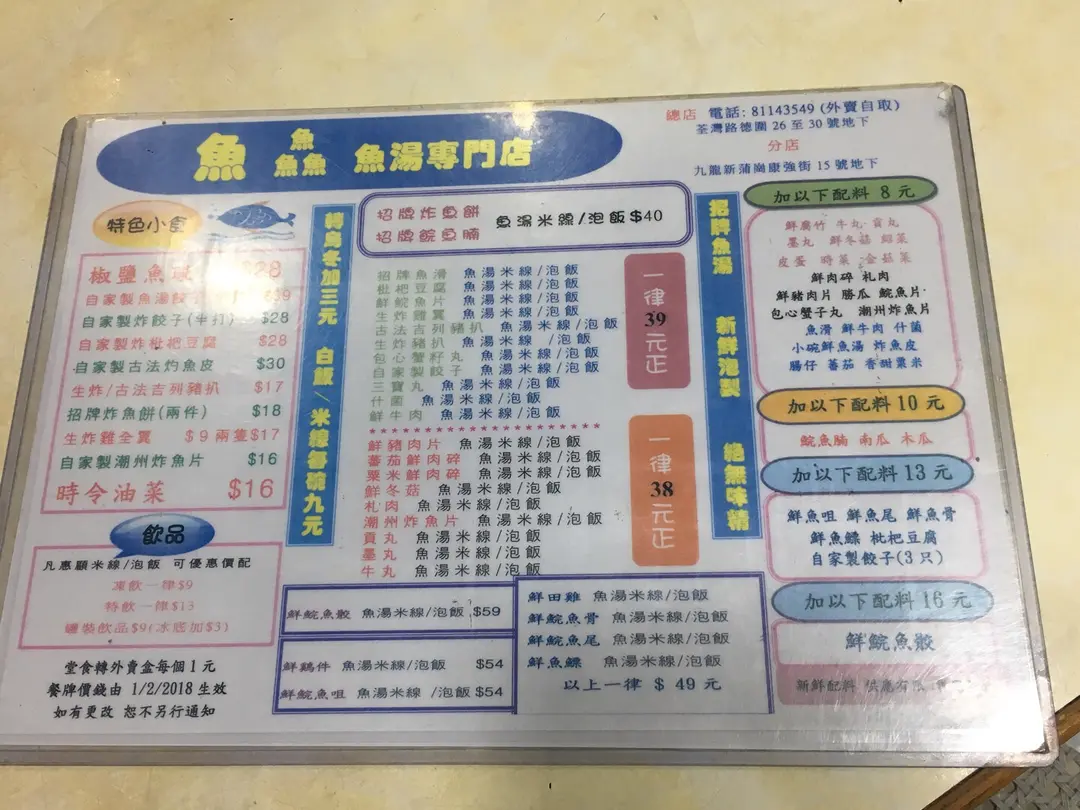 魚 魚魚魚 魚湯專門店
總店 電話: 81143549 (外賣自取)
荃灣路德圍 26 至 30 號地下
分店
九龍新蒲崗康強街 15 號地下
特色小食
椒鹽魚 $28
自家製魚湯餃
自家製炸餃子(半打) $28
自家製炸枇杷豆腐 $28
自家製古法灼魚皮 $30
生炸/古法吉列豬扒 $17
招牌炸魚餅(兩件) $18
生炸雞全翼 $9 兩隻$17
自家製潮州炸魚片 $16
時令油菜 $16
飲品
凡惠顧米線/泡飯 可優惠價配
凍飲一律$9
特飲一律$13
罐裝飲品$9(冰底加$3)
堂食轉外賣盒每個 1 元
餐牌價錢由 1/2/2018 生效
如有更改 恕不另行通知
轉烏冬加三元 白飯/米線每碗九元
招牌炸魚餅
招牌鯇魚腩
魚湯米線/泡飯 $40
招牌魚滑 魚湯米線/泡飯
枇杷豆腐 魚湯米線/泡飯
鮮鯇魚片 魚湯米線/泡飯
生炸雞翼 魚湯米線/泡飯
古法吉列豬扒 魚湯米線/泡飯
生炸豬扒 魚湯米線/泡飯
包心蟹籽丸 魚湯米線/泡飯
自家製餃子 魚湯米線/泡飯
三寶丸 魚湯米線/泡飯
什菌 魚湯米線/泡飯
鮮牛肉 魚湯米線/泡飯
一律 39 元正
鮮豬肉片 魚湯米線/泡飯
蕃茄鮮肉碎 魚湯米線/泡飯
粟米鮮肉碎 魚湯米線/泡飯
鮮冬菇 魚湯米線/泡飯
札肉 魚湯米線/泡飯
潮州炸魚片 魚湯米線/泡飯
貢丸 魚湯米線/泡飯
墨丸 魚湯米線/泡飯
牛丸 魚湯米線/泡飯
一律 38 元正
鮮鯇魚骰 魚湯米線/泡飯 $59
鮮鷄件 魚湯米線/泡飯 $54
鮮鯇魚咀 魚湯米線/泡飯 $54
鮮田雞 魚湯米線/泡飯
鮮鯇魚骨 魚湯米線/泡飯
鮮鯇魚尾 魚湯米線/泡飯
鮮魚鰾 魚湯米線/泡飯
以上一律 $ 49 元
招牌魚湯 新鮮泡製 絕無味精
加以下配料 8 元
鮮腐竹 牛丸 貢丸
墨丸 鮮冬菇 紫菜
皮蛋 時菜 金菇菜
鮮肉碎 札肉
鮮豬肉片 勝瓜 鯇魚片
包心蟹子丸 潮州炸魚片
魚滑 鮮牛肉 什菌
小碗鮮魚湯 炸魚皮
腸仔 蕃茄 香甜粟米
加以下配料 10 元
鯇魚腩 南瓜 木瓜
加以下配料 13 元
鮮魚咀 鮮魚尾 鮮魚骨
鮮魚鰾 枇杷豆腐
自家製餃子(3 只)
加以下配料 16 元
鮮鯇魚骰
新鮮配料 供應有限